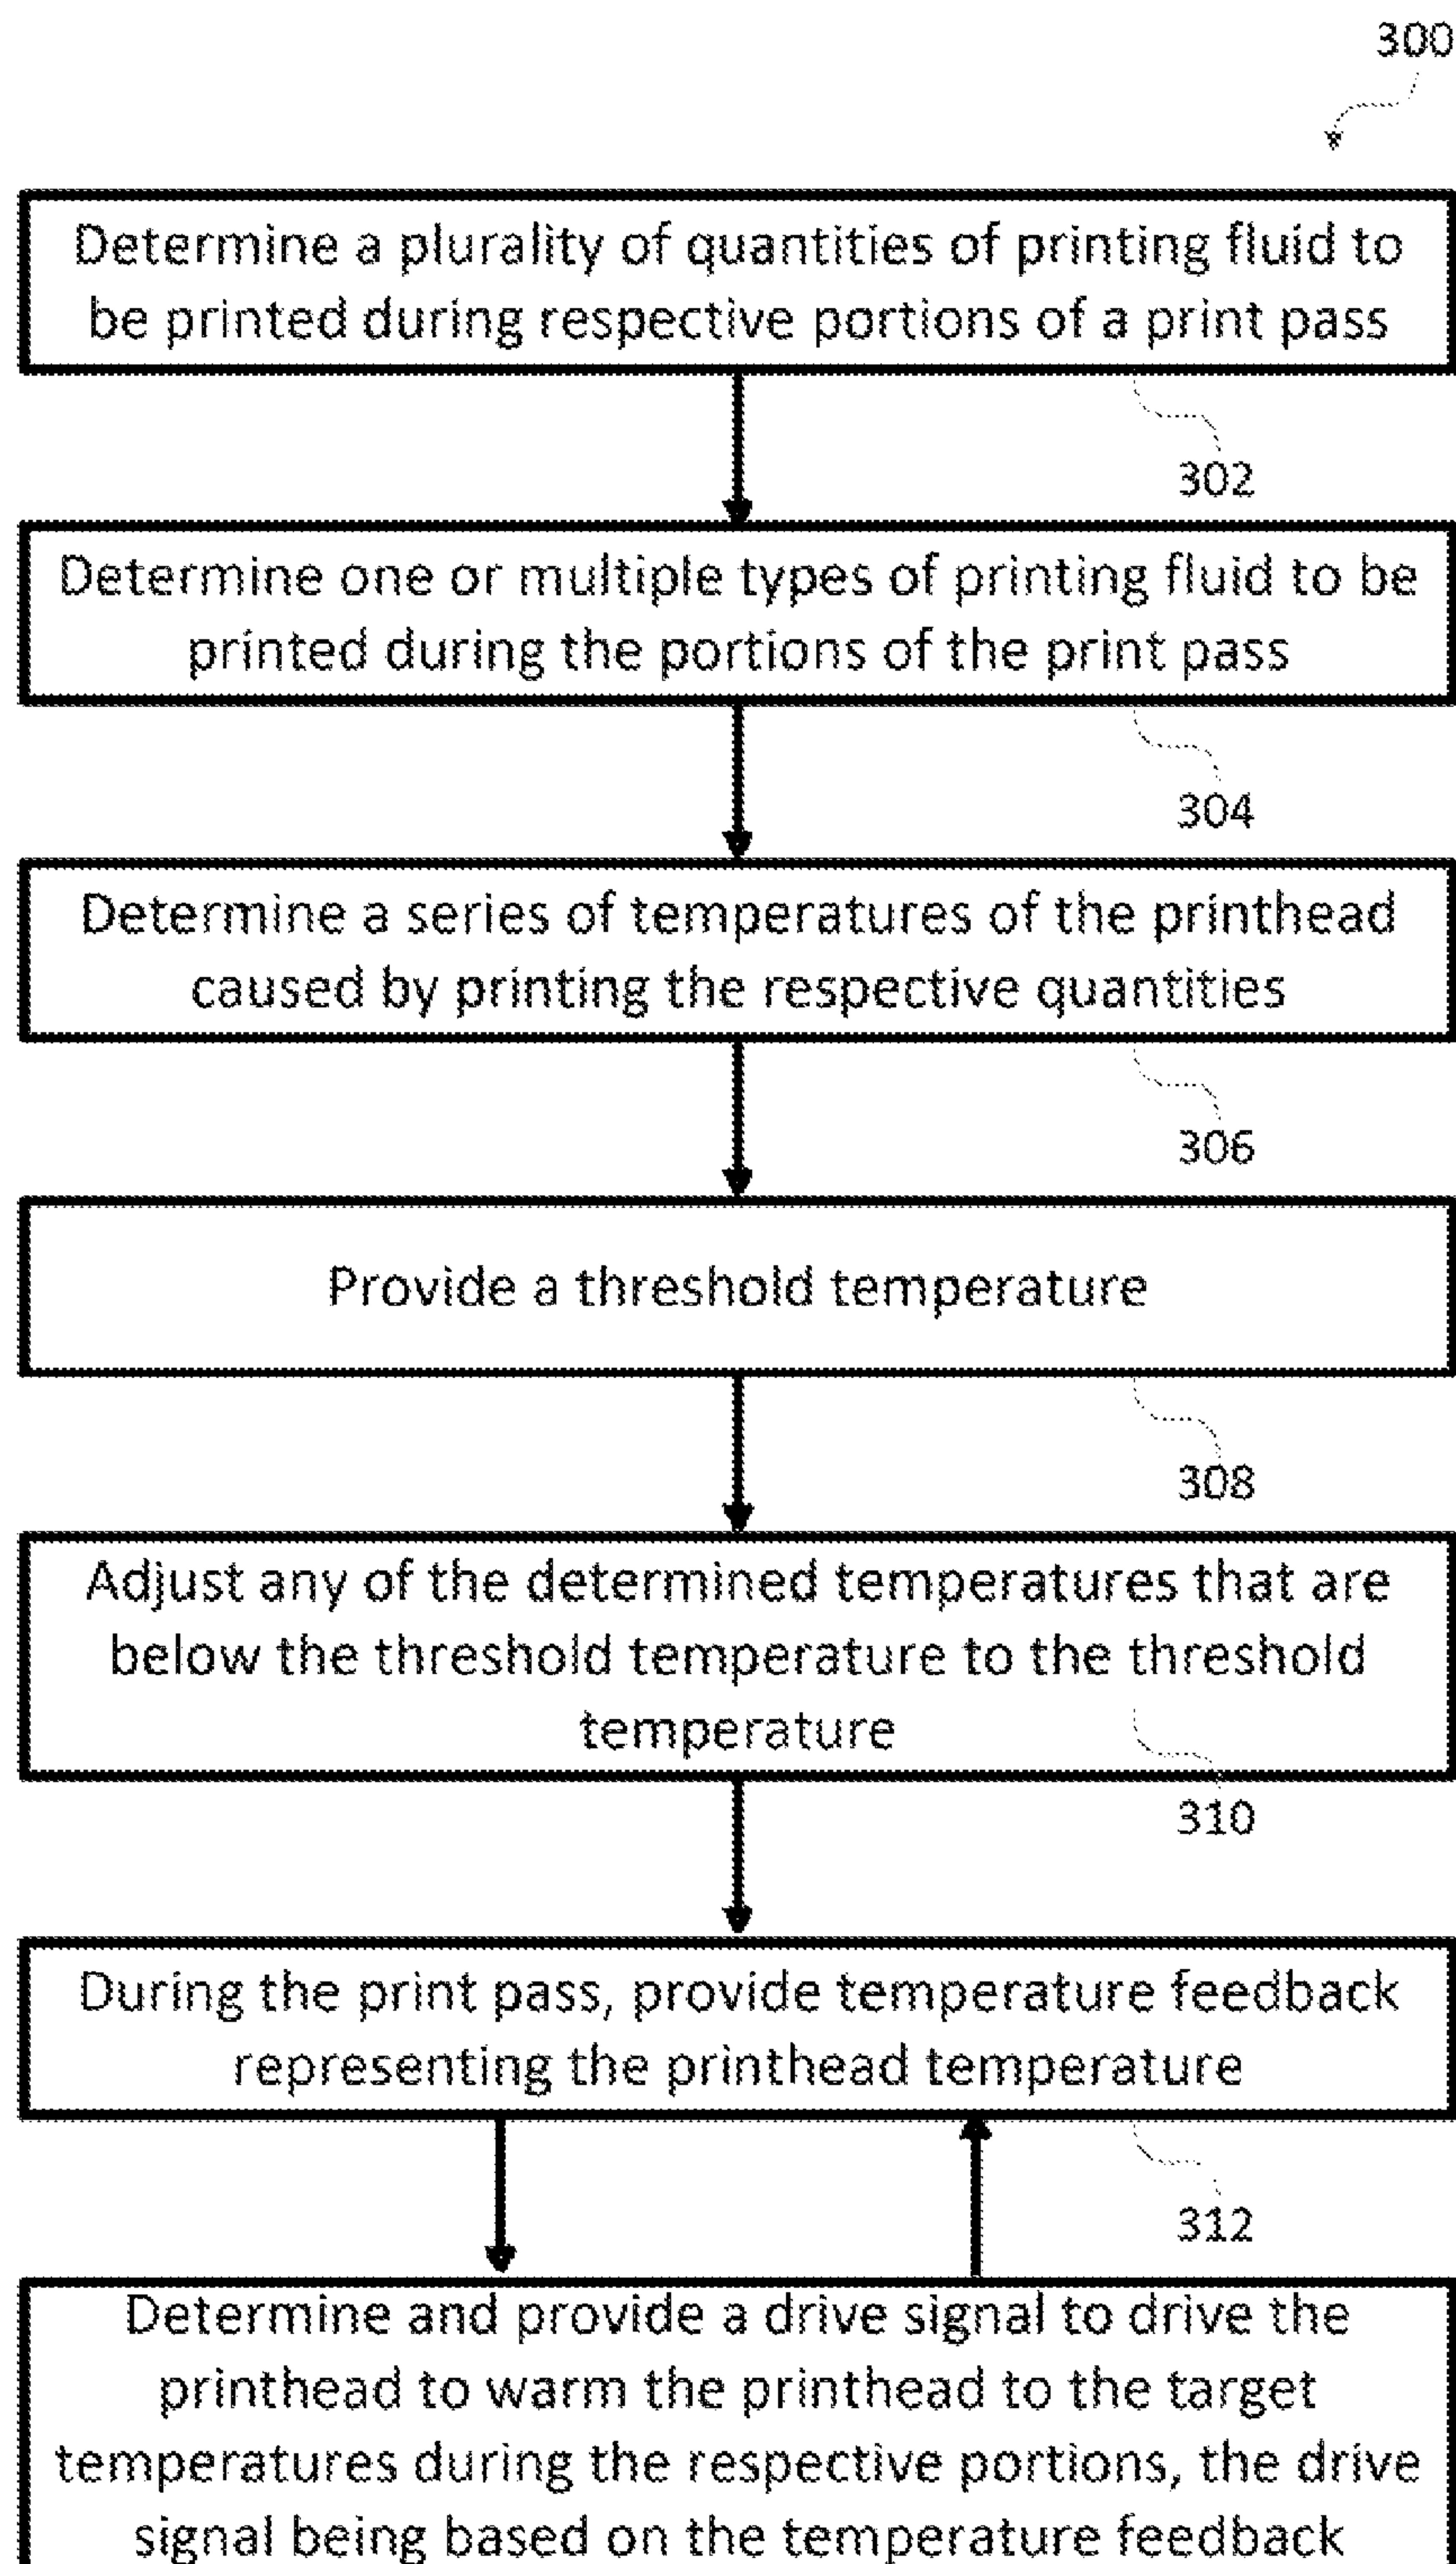 300
Determine a plurality of quantities of printing fluid to
be printed during respective portions of a print pass
302
Determine one or multiple types of printing fluid to be
printed during the portions of the print pass
304
Determine a series of temperatures of the printhead
caused by printing the respective quantities
306
Provide a threshold temperature
308
Adjust any of the determined temperatures that are
below the threshold temperature to the threshold
temperature
310
During the print pass, provide temperature feedback
representing the printhead temperature
312
Determine and provide a drive signal to drive the
printhead to warm the printhead to the target
temperatures during the respective portions, the drive
signal being based on the temperature feedback